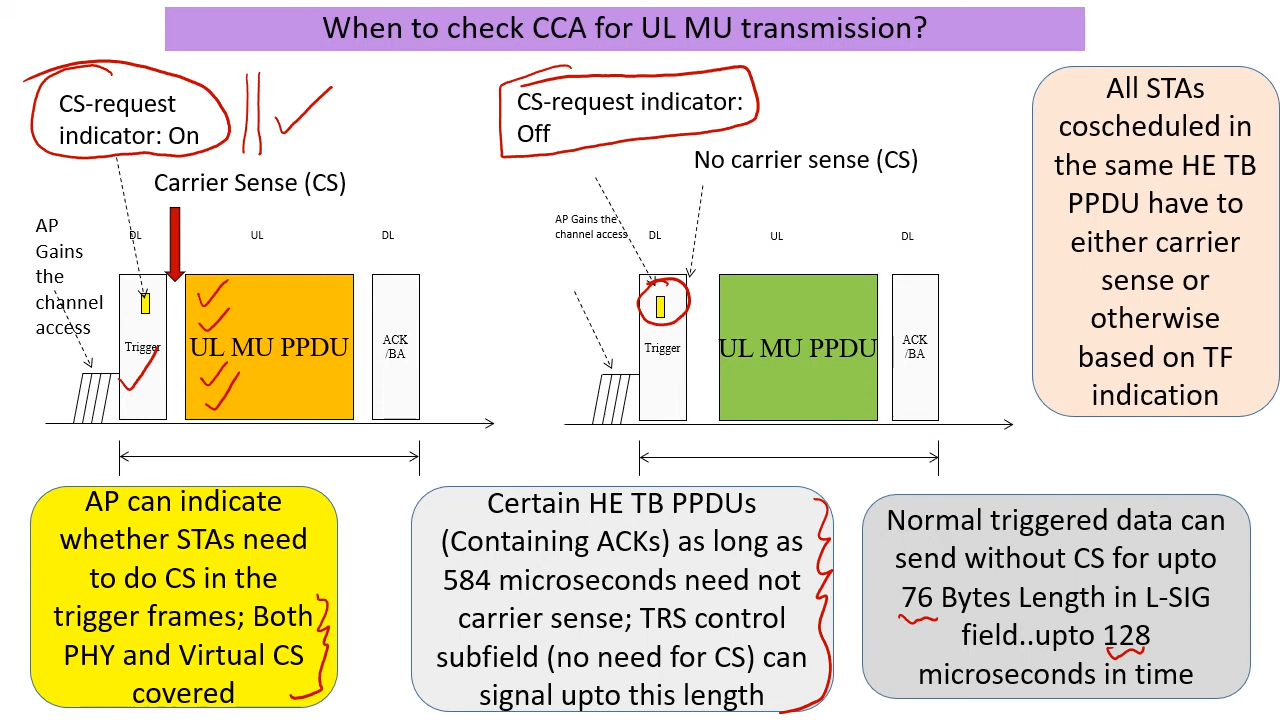 When to check CCA for UL MU transmission?
CS-request
indicator: On
Carrier Sense (CS)
AP
Gains
the
channel
access
DL
UL
DL
Trigger
UL MU PPDU
ACK
/BA
CS-request indicator:
Off
No carrier sense (CS)
AP Gains the
channel access
DL
UL
DL
Trigger
UL MU PPDU
ACK
/BA
All STAs
coscheduled in
the same HE TB
PPDU have to
either carrier
sense or
otherwise
based on TF
indication
AP can indicate
whether STAs need
to do CS in the
trigger frames; Both
PHY and Virtual CS
covered
Certain HE TB PPDUs
(Containing ACKs) as long as
584 microseconds need not
carrier sense; TRS control
subfield (no need for CS) can
signal upto this length
Normal triggered data can
send without CS for upto
76 Bytes Length in L-SIG
field..upto 128
microseconds in time